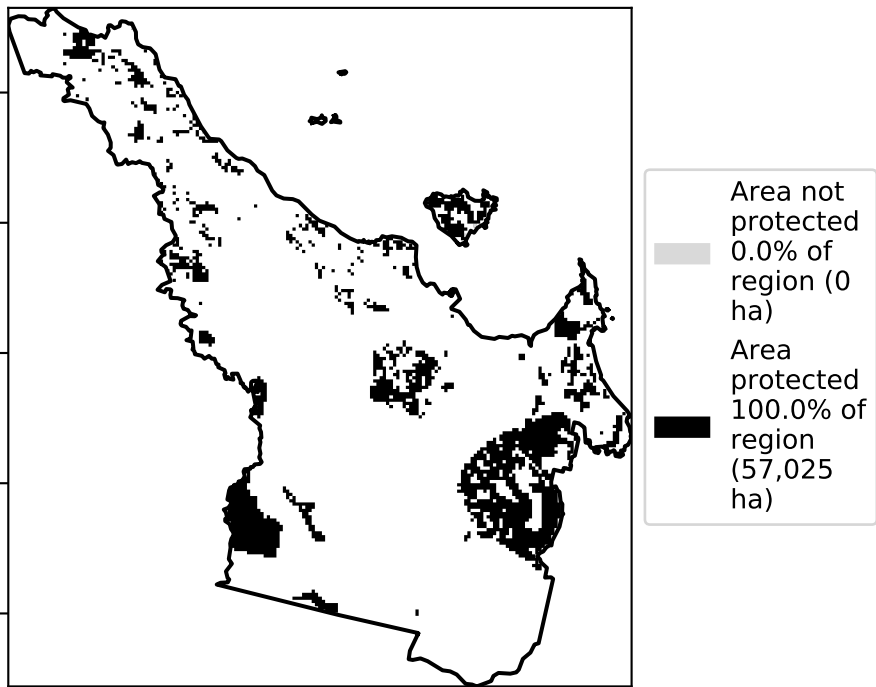 Area not
protected
0.0% of
region (0
ha)
Area
protected
100.0% of
region
(57,025
ha)